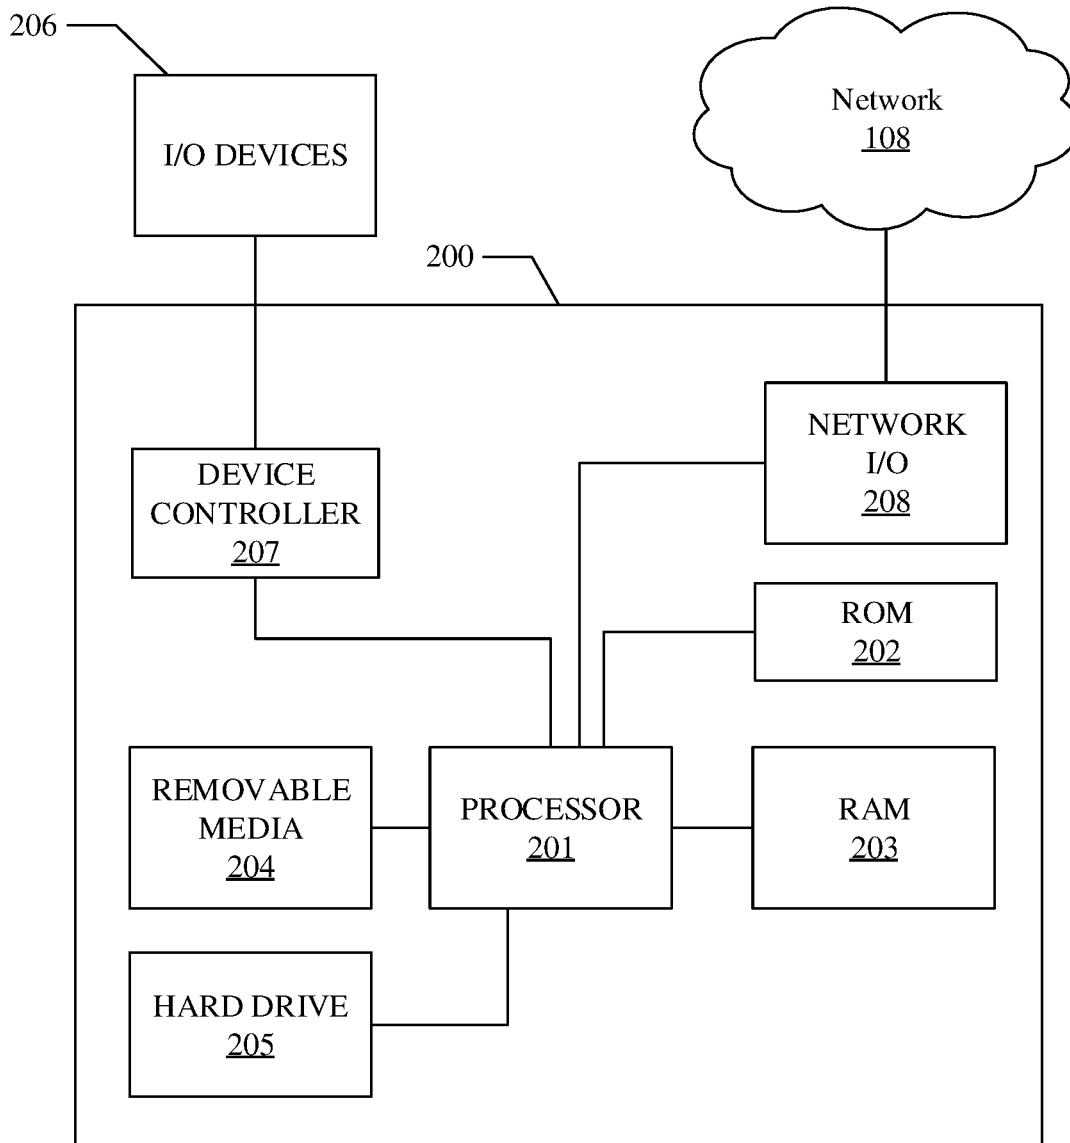 206
I/O DEVICES
Network
108
200
NETWORK
I/O
208
DEVICE
CONTROLLER
207
ROM
202
REMOVABLE
MEDIA
204
PROCESSOR
201
RAM
203
HARD DRIVE
205